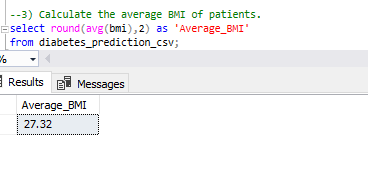 --3) Calculate the average BMI of patients.
select round(avg(bmi),2) as 'Average_BMI'
from diabetes_prediction_csv;
%
Results Messages
Average_BMI
27.32